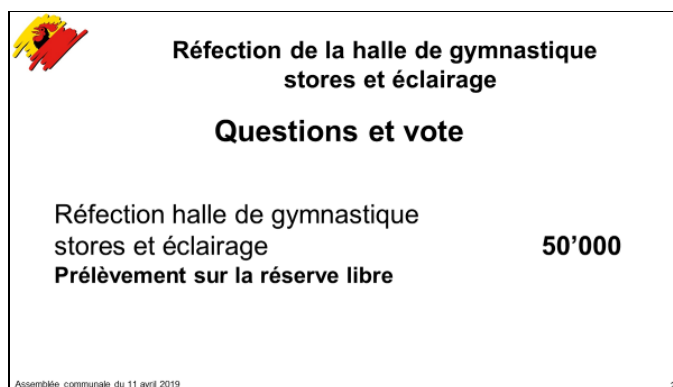 Réfection de la halle de gymnastique
stores et éclairage
Questions et vote
Réfection halle de gymnastique
stores et éclairage 50’000
Prélèvement sur la réserve libre
Assemblée communale du 11 avril 2019